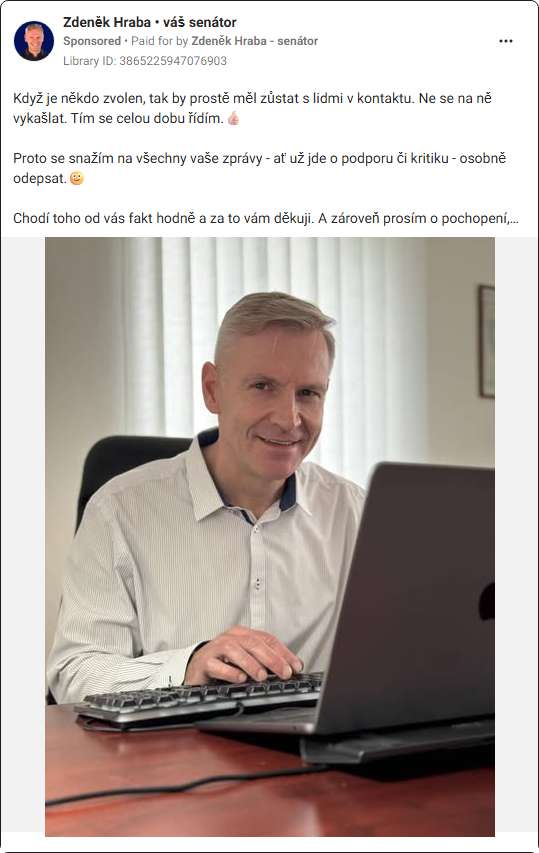 Zdeněk Hraba • váš senátor
Sponsored • Paid for by Zdeněk Hraba - senátor
Library ID: 3865225947076903
Když je někdo zvolen, tak by prostě měl zůstat s lidmi v kontaktu. Ne se na ně
vykašlat. Tím se celou dobu řídím.👍🏻
Proto se snažím na všechny vaše zprávy - ať už jde o podporu či kritiku - osobně
odepsat.😉
Chodí toho od vás fakt hodně a za to vám děkuji. A zároveň prosím o pochopení,...